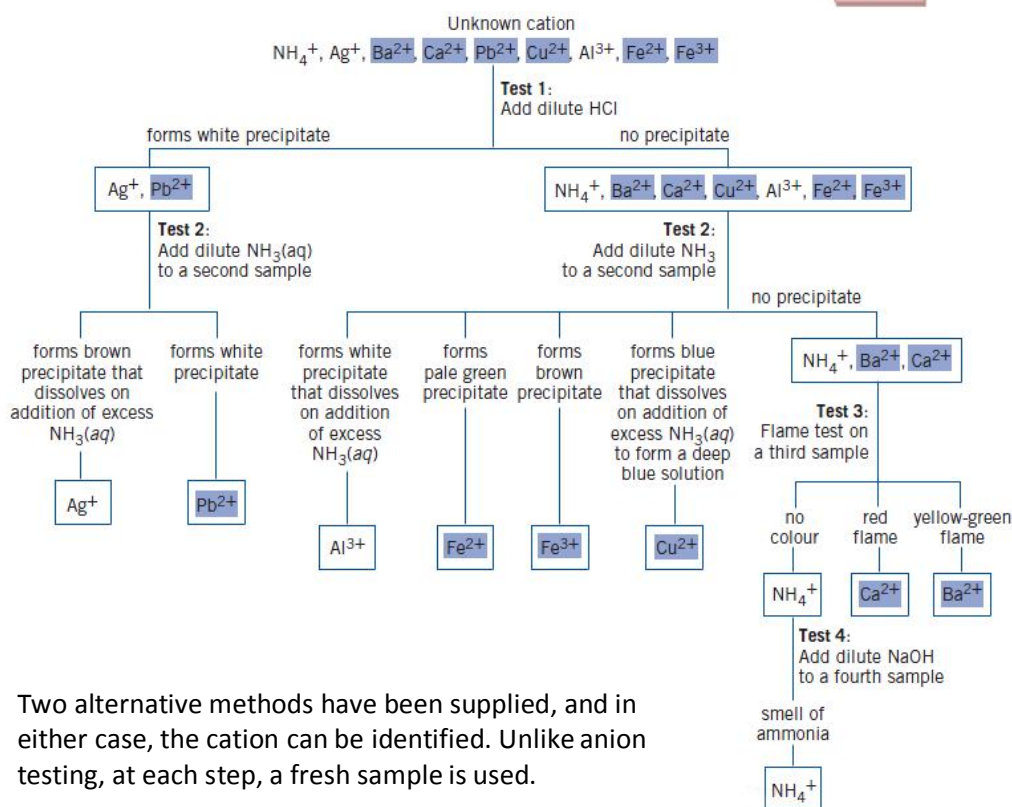 Unknown cation
NH₄⁺, Ag⁺, Ba²⁺, Ca²⁺, Pb²⁺, Cu²⁺, Al³⁺, Fe²⁺, Fe³⁺
Test 1:
Add dilute HCl
forms white precipitate
no precipitate
Ag⁺, Pb²⁺
NH₄⁺, Ba²⁺, Ca²⁺, Cu²⁺, Al³⁺, Fe²⁺, Fe³⁺
Test 2:
Add dilute NH₃(aq)
to a second sample
Test 2:
Add dilute NH₃
to a second sample
no precipitate
forms brown
precipitate that
dissolves on
addition of excess
NH₃(aq)
forms white
precipitate
forms white
precipitate
that dissolves
on addition
of excess
NH₃(aq)
forms
pale green
precipitate
forms
brown
precipitate
forms blue
precipitate
that dissolves
on addition of
excess NH₃(aq)
to form a deep
blue solution
NH₄⁺, Ba²⁺, Ca²⁺
Test 3:
Flame test on
a third sample
Ag⁺
Pb²⁺
Al³⁺
Fe²⁺
Fe³⁺
Cu²⁺
no
colour
red
flame
yellow-green
flame
NH₄⁺
Ca²⁺
Ba²⁺
Test 4:
Add dilute NaOH
to a fourth sample
smell of
ammonia
NH₄⁺
Two alternative methods have been supplied, and in
either case, the cation can be identified. Unlike anion
testing, at each step, a fresh sample is used.